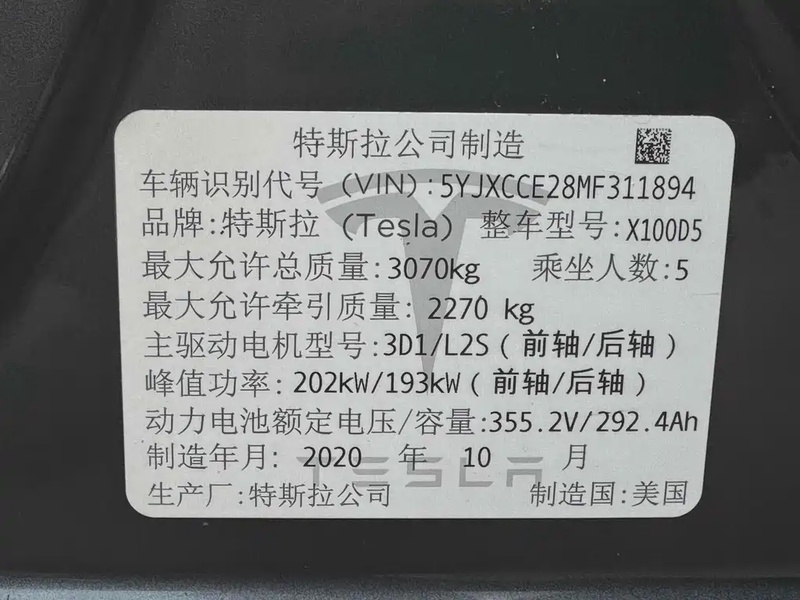 特斯拉公司制造
车辆识别代号（VIN）:5YJXCCE28MF311894
品牌:特斯拉（Tesla） 整车型号:X100D5
最大允许总质量:3070kg 乘坐人数:5
最大允许牵引质量: 2270 kg
主驱动电机型号:3D1/L2S（前轴/后轴）
峰值功率:202kW/193kW（前轴/后轴）
动力电池额定电压/容量:355.2V/292.4Ah
制造年月: 2020 年 10 月
TESLA
生产厂:特斯拉公司 制造国:美国